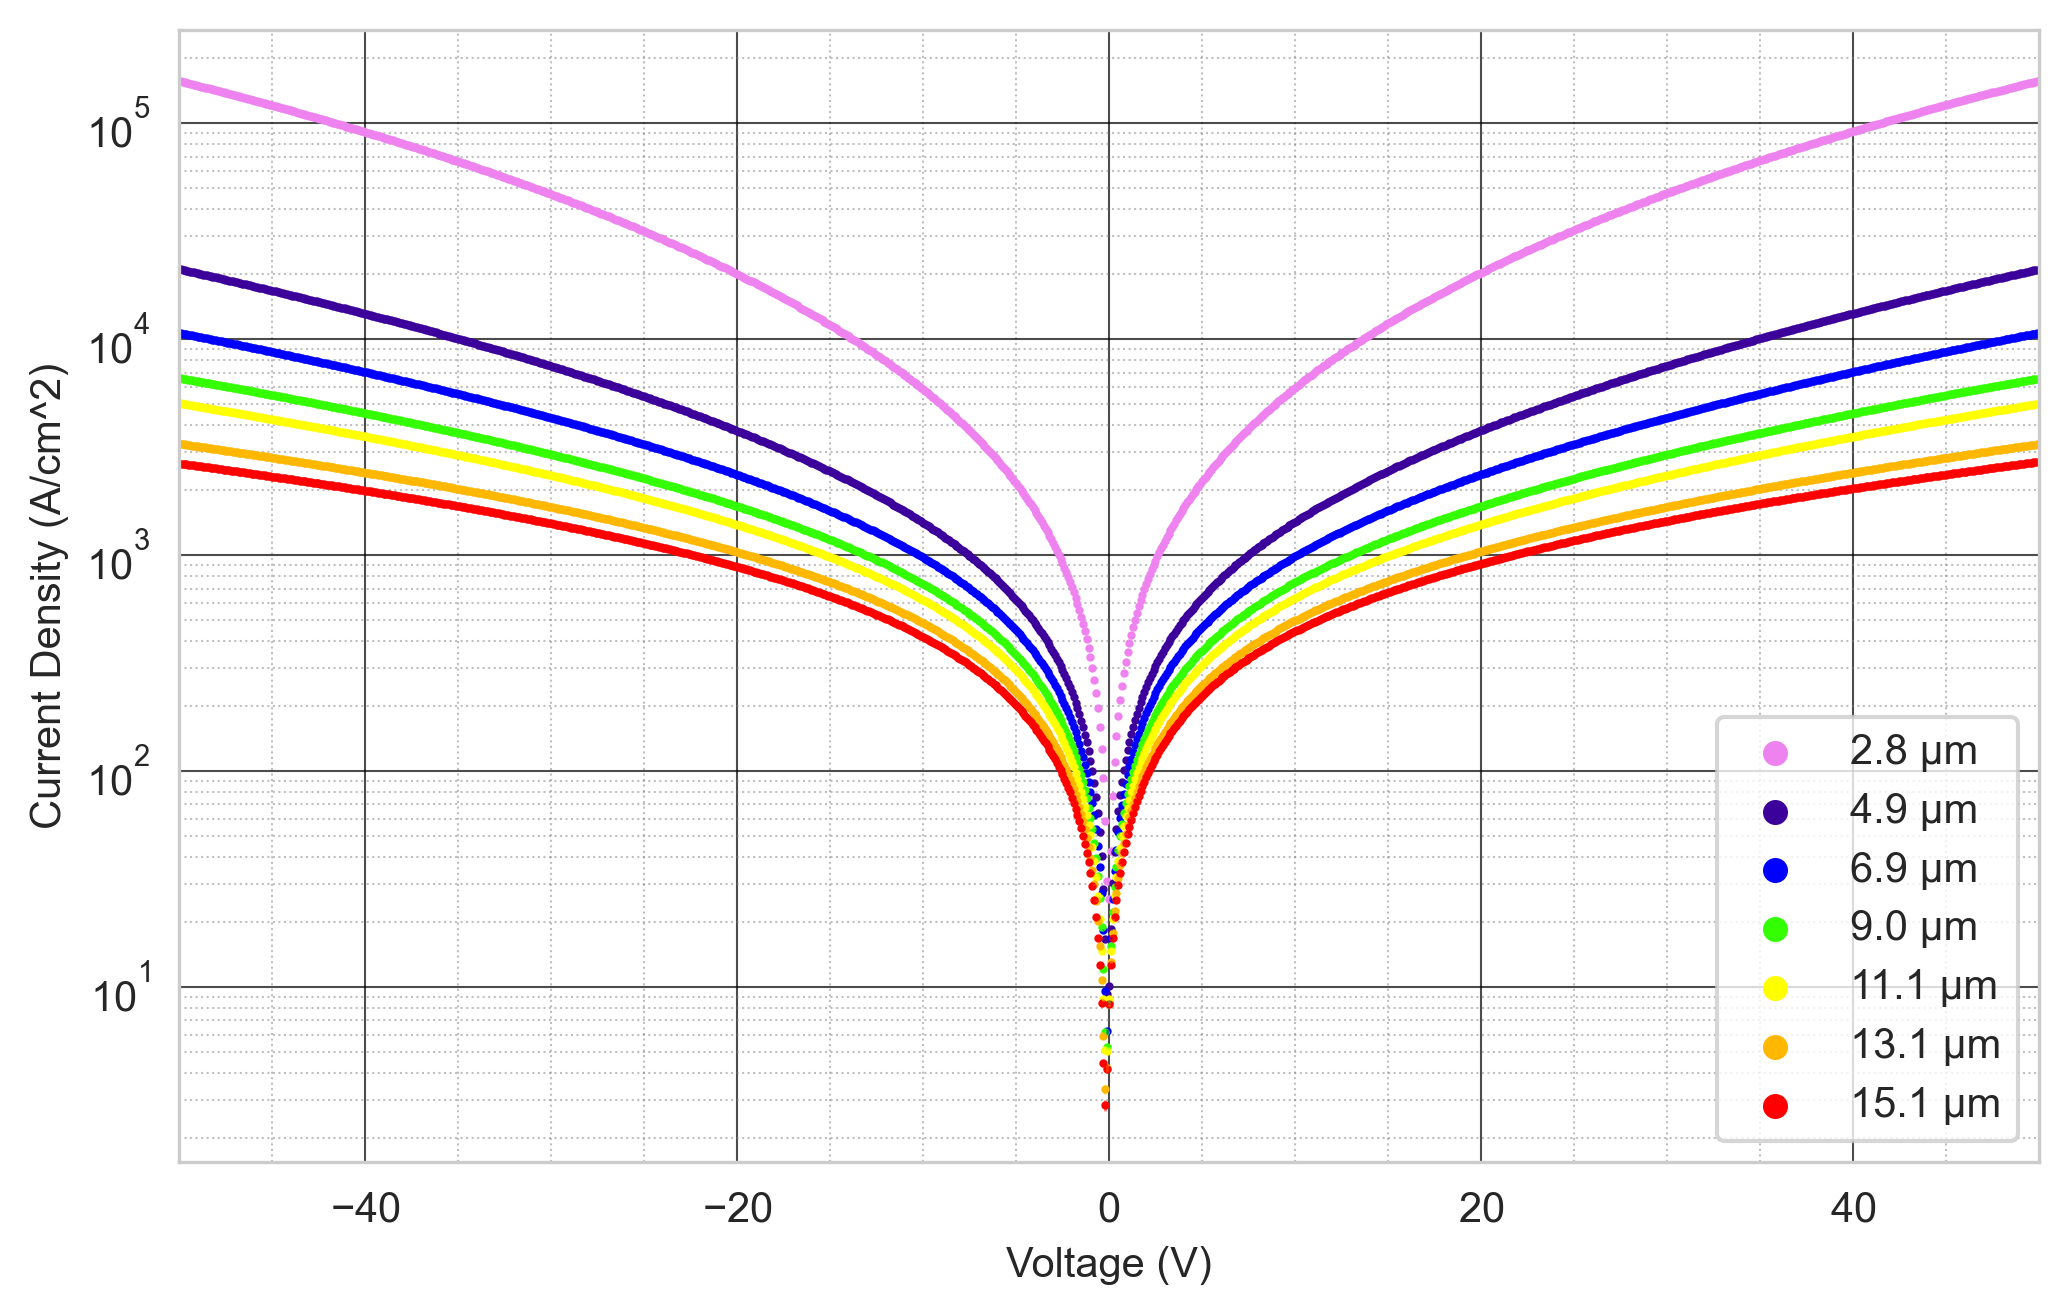 10^5
10^4
10^3
10^2
10^1
Current Density (A/cm^2)
−40
−20
0
20
40
Voltage (V)
2.8 µm
4.9 µm
6.9 µm
9.0 µm
11.1 µm
13.1 µm
15.1 µm